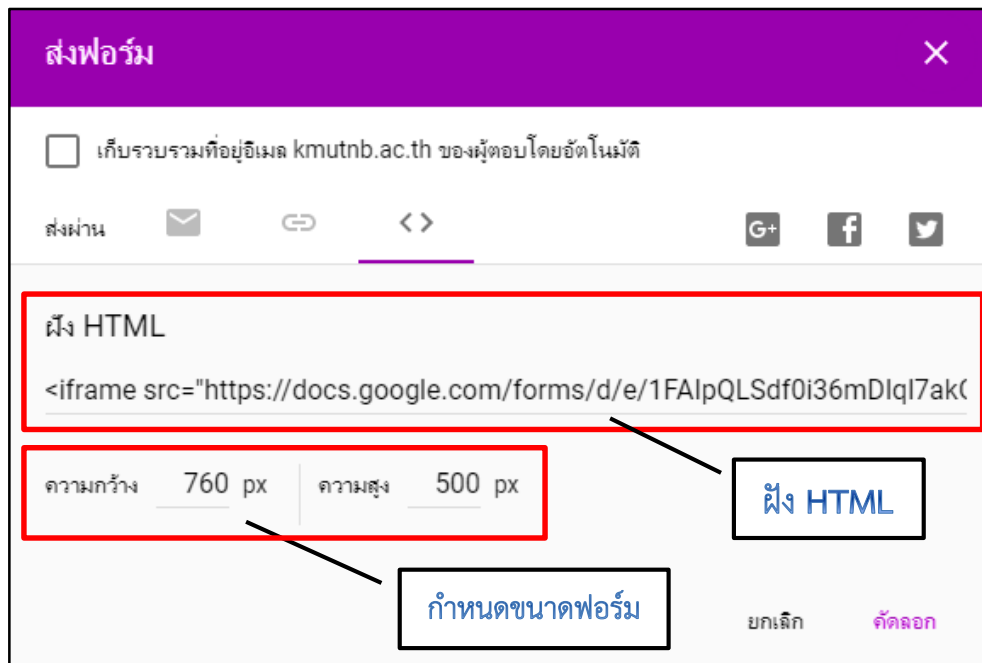 ส่งฟอร์ม
เก็บรวบรวมที่อยู่อีเมล kmutnb.ac.th ของผู้ตอบโดยอัตโนมัติ
ส่งผ่าน
G+
ฝัง HTML
<iframe src="https://docs.google.com/forms/d/e/1FAIpQLSdf0i36mDIqI7ak
ความกว้าง 760 px ความสูง 500 px
ฝัง HTML
กำหนดขนาดฟอร์ม
ยกเลิก คัดลอก